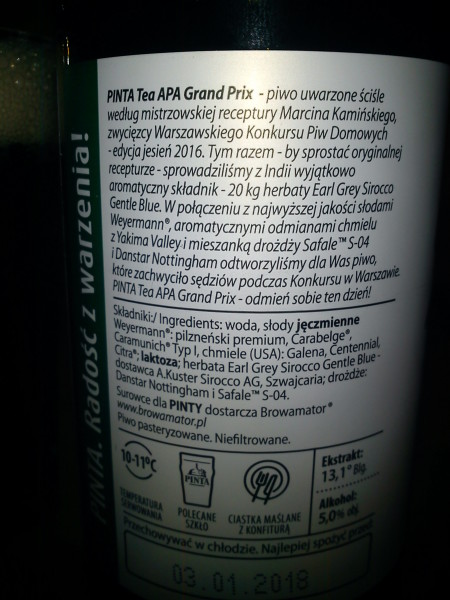 PINTA. Radość z warzenia!
PINTA Tea APA Grand Prix - piwo uwarzone ściśle
według mistrzowskiej receptury Marcina Kamińskiego,
zwycięzcy Warszawskiego Konkursu Piw Domowych
- edycja jesień 2016. Tym razem - by sprostać oryginalnej
recepturze - sprowadziliśmy z Indii wyjątkowo
aromatyczny składnik - 20 kg herbaty Earl Grey Sirocco
Gentle Blue. W połączeniu z najwyższej jakości słodami
Weyermann®, aromatycznymi odmianami chmielu
z Yakima Valley i mieszanką drożdży Safale™ S-04
i Danstar Nottingham odtworzyliśmy dla Was piwo,
które zachwyciło sędziów podczas Konkursu w Warszawie.
PINTA Tea APA Grand Prix - odmień sobie ten dzień!
Składniki:/ Ingredients: woda, słody jęczmienne
Weyermann®: pilzneński premium, Carabelge®,
Caramunich® Typ I, chmiele (USA): Galena, Centennial,
Citra®; laktoza; herbata Earl Grey Sirocco Gentle Blue -
dostawca A.Kuster Sirocco AG, Szwajcaria; drożdże:
Danstar Nottingham i Safale™ S-04.
Surowce dla PINTY dostarcza Browamator®
www.browamator.pl
Piwo pasteryzowane. Niefiltrowane.
10-11°C
TEMPERATURA
SERWOWANIA
PINTA
POLECANE
SZKŁO
CIASTKA MAŚLANE
Z KONFITURĄ
Ekstrakt:
13,1° Blg.
Alkohol:
5,0% obj.
Przechowywać w chłodzie. Najlepiej spożyć przed
03.01.2018